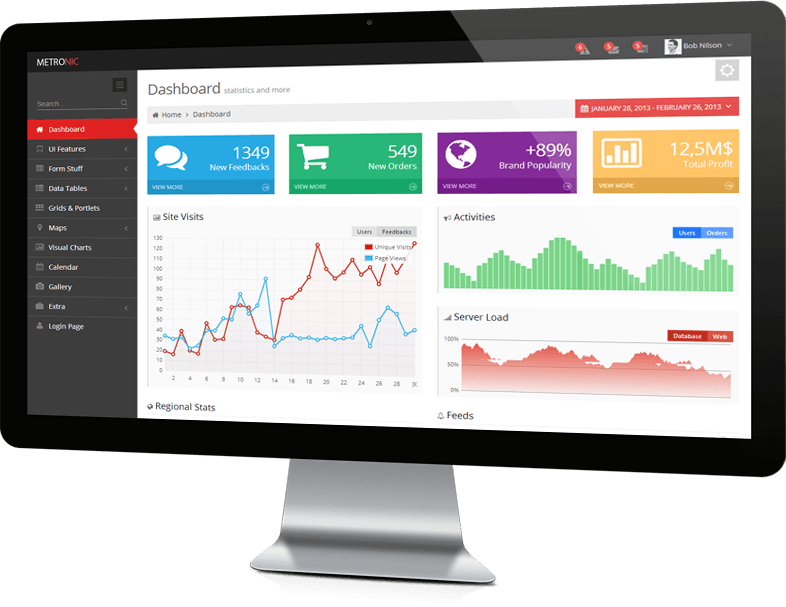 METRONIC
6
5
5
Bob Nilson
Search
Dashboard
UI Features
Form Stuff
Data Tables
Grids & Portlets
Maps
Visual Charts
Calendar
Gallery
Extra
Login Page
Dashboard statistics and more
Home > Dashboard
JANUARY 28, 2013 - FEBRUARY 26, 2013
1349
New Feedbacks
VIEW MORE
549
New Orders
VIEW MORE
+89%
Brand Popularity
VIEW MORE
12,5M$
Total Profit
VIEW MORE
Site Visits
Users Feedbacks
Unique Visits
Page Views
130
120
110
100
90
80
70
60
50
40
30
20
10
0
2 4 6 8 10 12 14 16 18 20 22 24 26 28 30
Activities
Users Orders
Server Load
Database Web
100%
50%
0%
Regional Stats
Feeds